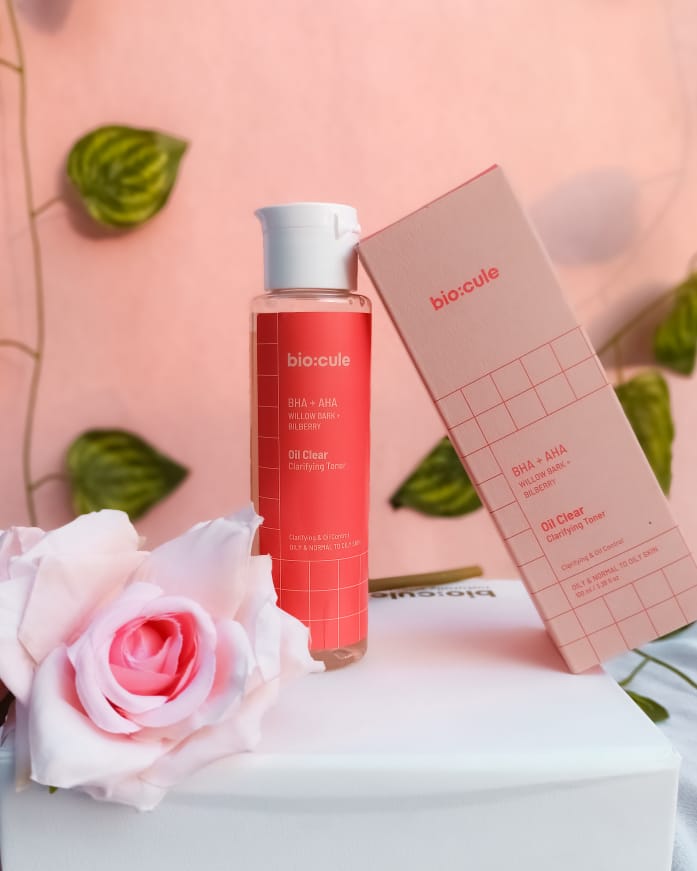 bio:cule
BHA + AHA
WILLOW BARK +
BILBERRY
Oil Clear
Clarifying Toner
Clarifying & Oil Control
OILY & NORMAL TO OILY SKIN
bio:cule
BHA + AHA
WILLOW BARK +
BILBERRY
Oil Clear
Clarifying Toner
Clarifying & Oil Control
OILY & NORMAL TO OILY SKIN
bio:cule